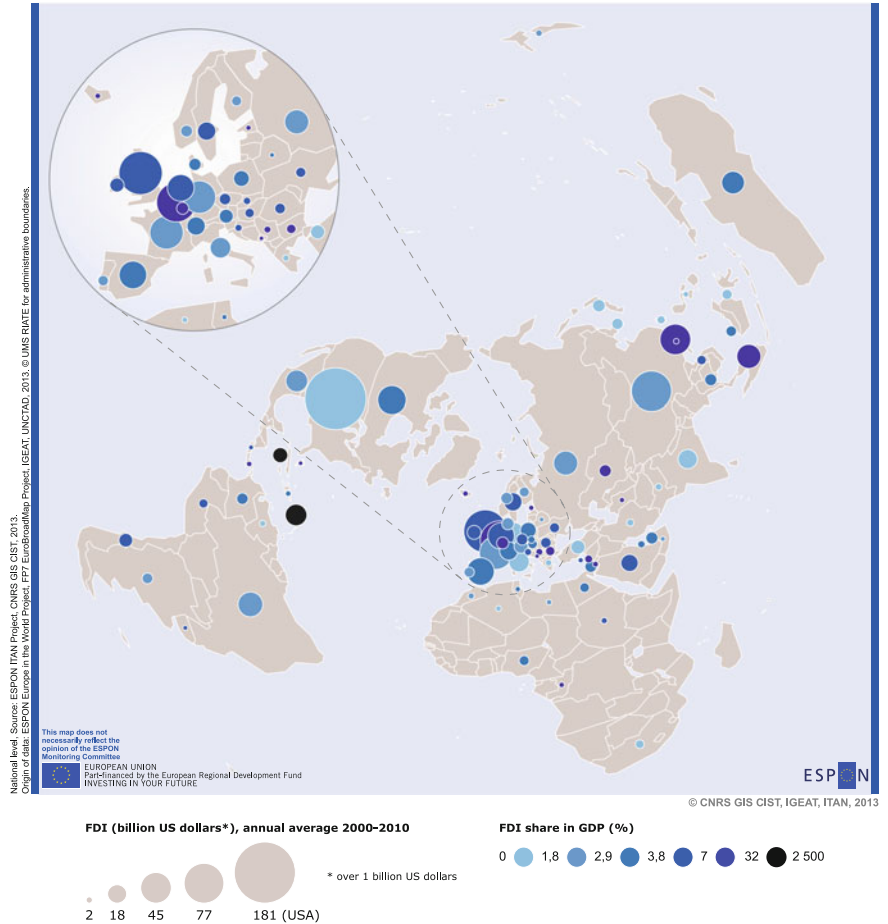 National level. Source: ESPON ITAN Project, CNRS GIS CIST, 2013.
Origin of data: ESPON Europe in the World Project, FP7 EuroBroadMap Project, IGEAT, UNCTAD, 2013. © UMS RIATE for administrative boundaries.
This map does not
necessarily reflect the
opinion of the ESPON
Monitoring Committee
EUROPEAN UNION
Part-financed by the European Regional Development Fund
INVESTING IN YOUR FUTURE
ESPON
© CNRS GIS CIST, IGEAT, ITAN, 2013
FDI (billion US dollars*), annual average 2000–2010
2 18 45 77 181 (USA)
* over 1 billion US dollars
FDI share in GDP (%)
0 1,8 2,9 3,8 7 32 2 500